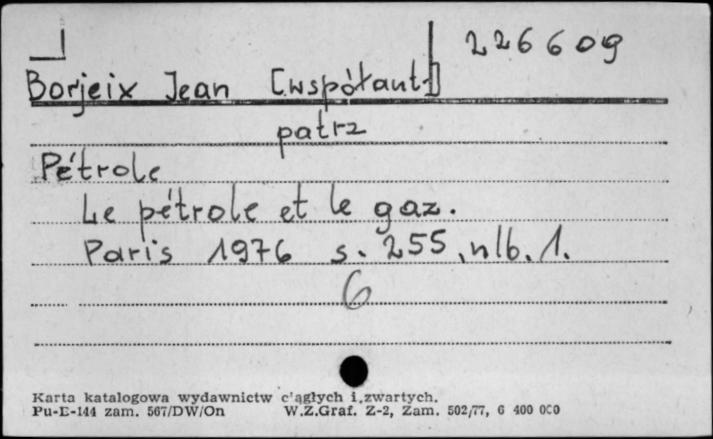 226609
Borjeix Jean [współaut.]
patrz
Pétrole
Le pétrole et le gaz.
Paris 1976 s. 255, nlb. 1.
6
Karta katalogowa wydawnictw c'ągłych i zwartych.
Pu-E-144 zam. 567/DW/On W.Z.Graf. Z-2, Zam. 502/77, 6 400 000